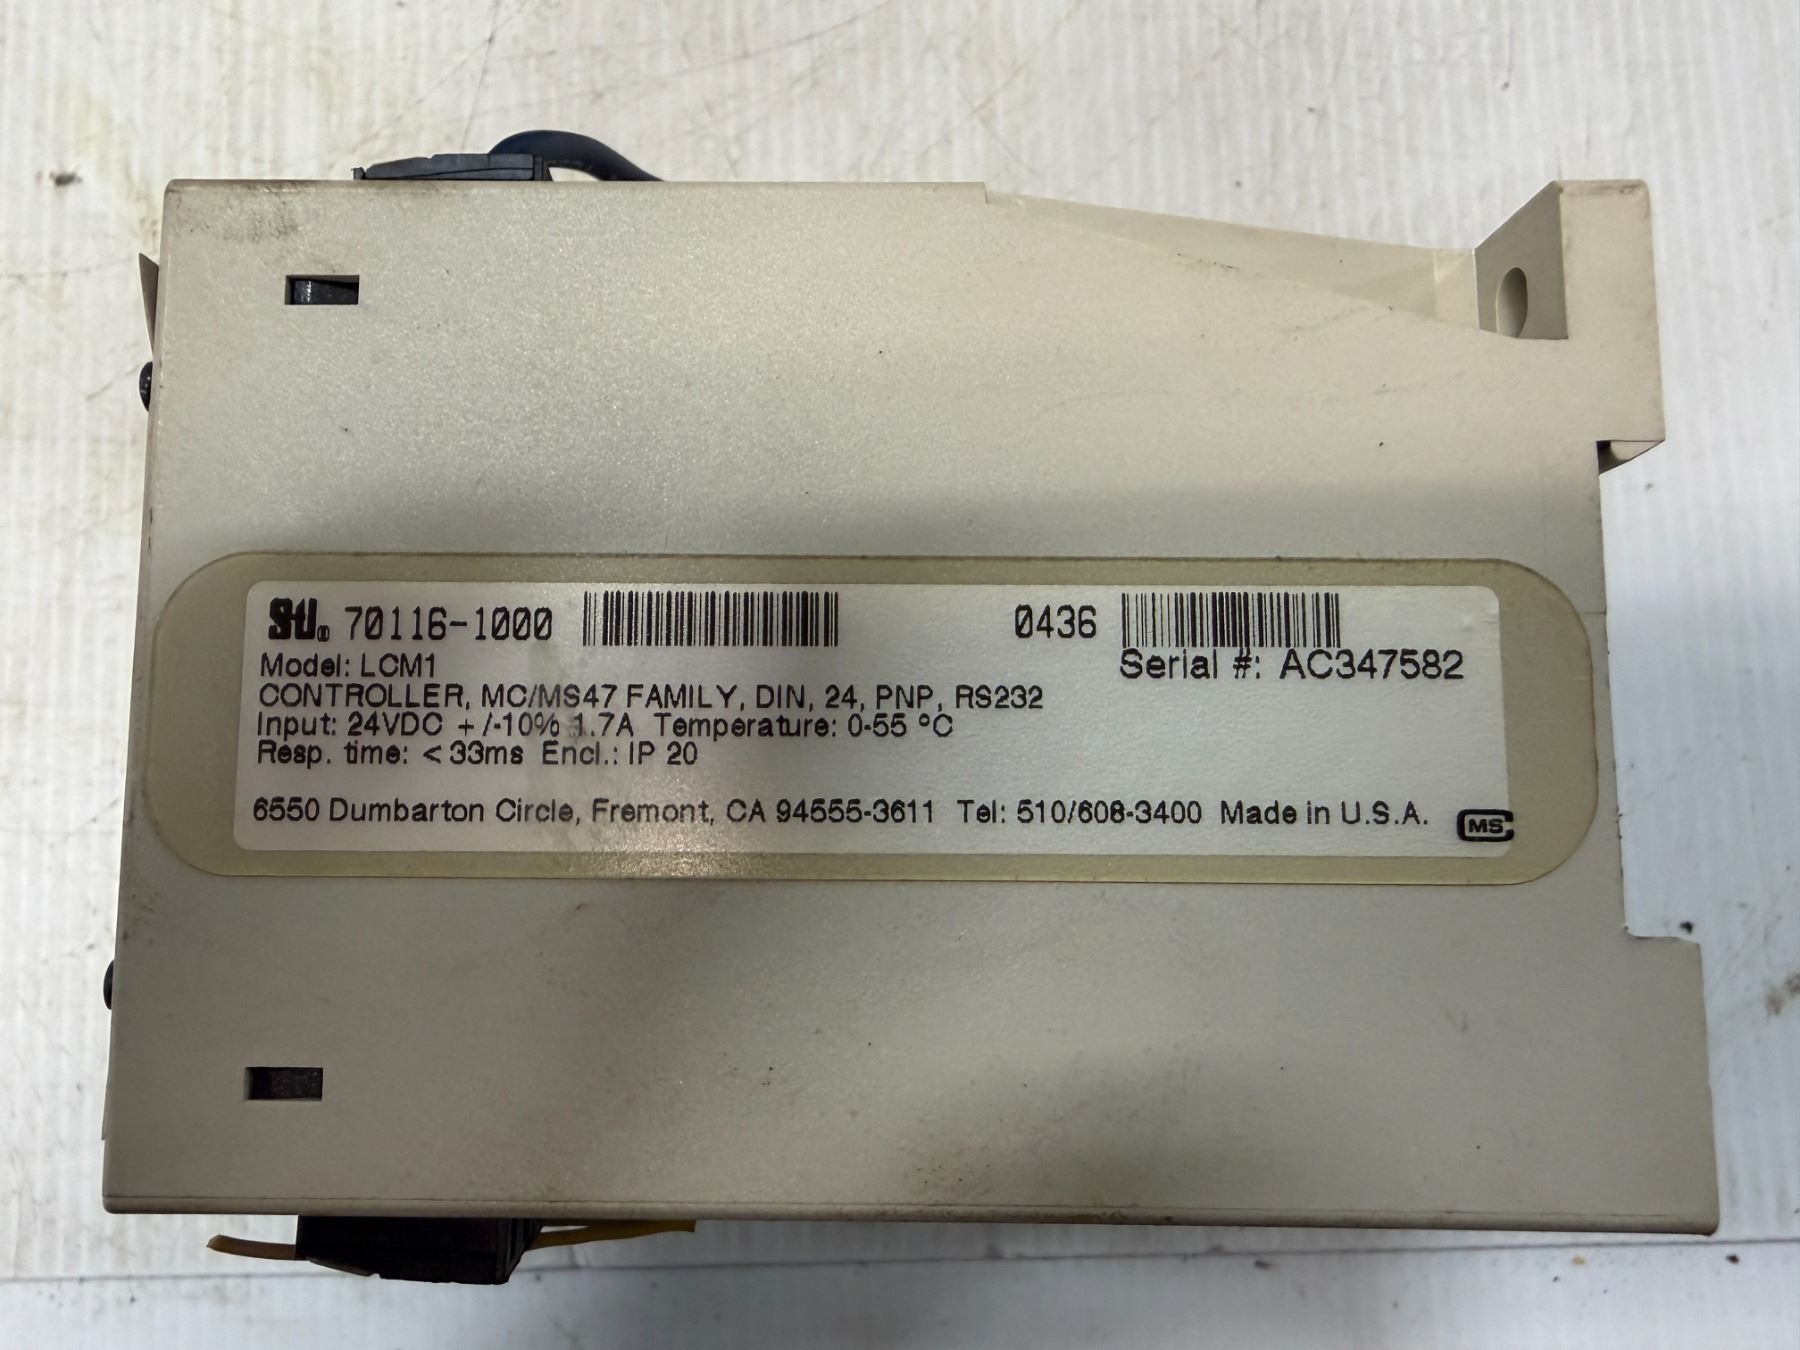 STI® 70116-1000 0436
Model: LCM1 Serial #: AC347582
CONTROLLER, MC/MS47 FAMILY, DIN, 24, PNP, RS232
Input: 24VDC +/-10% 1.7A Temperature: 0-55 °C
Resp. time: < 33ms Encl.: IP 20
6550 Dumbarton Circle, Fremont, CA 94555-3611 Tel: 510/608-3400 Made in U.S.A.
CMS